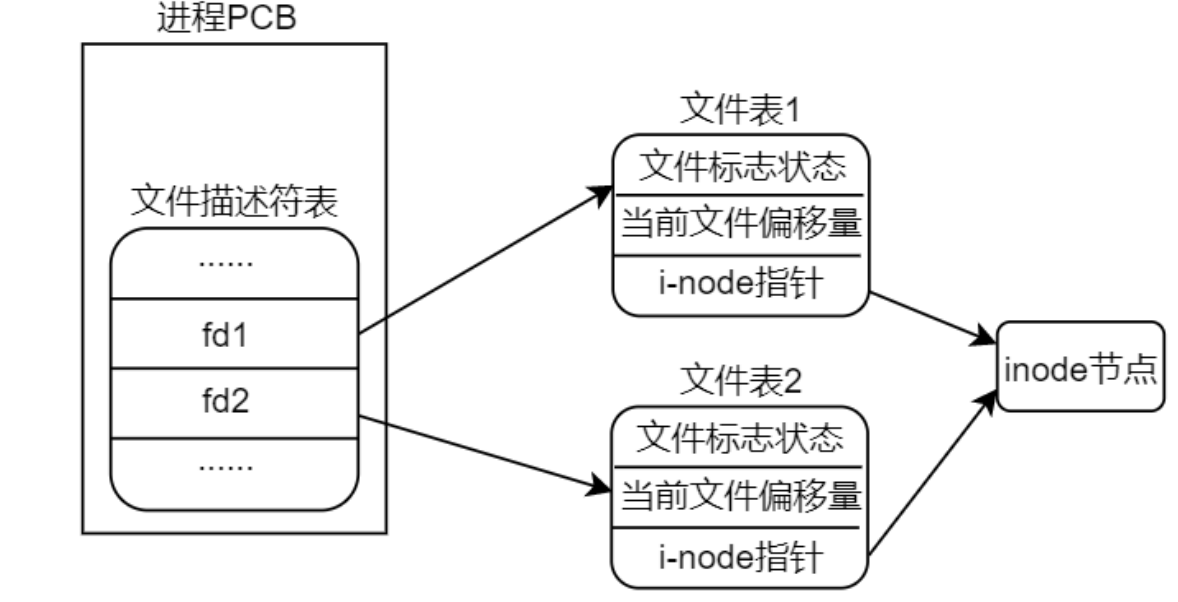 进程PCB
文件描述符表
······
fd1
fd2
······
文件表1
文件标志状态
当前文件偏移量
i-node指针
文件表2
文件标志状态
当前文件偏移量
i-node指针
inode节点